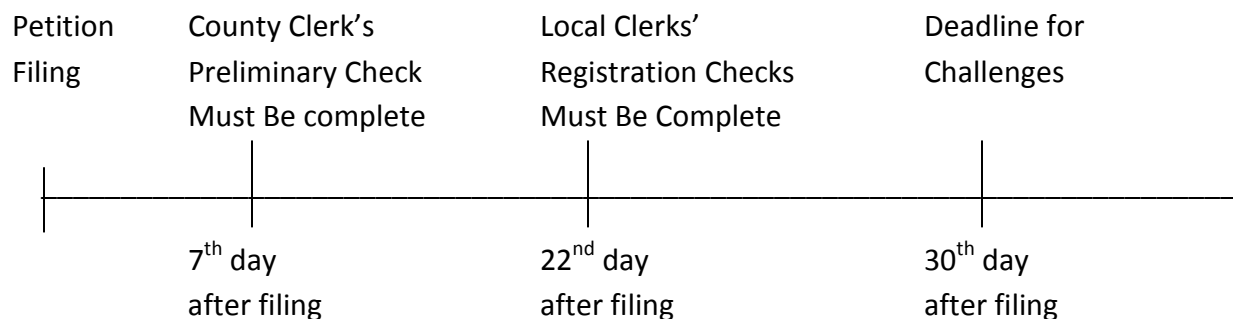 Petition
Filing
County Clerk’s
Preliminary Check
Must Be complete
Local Clerks’
Registration Checks
Must Be Complete
Deadline for
Challenges
7th day
after filing
22nd day
after filing
30th day
after filing